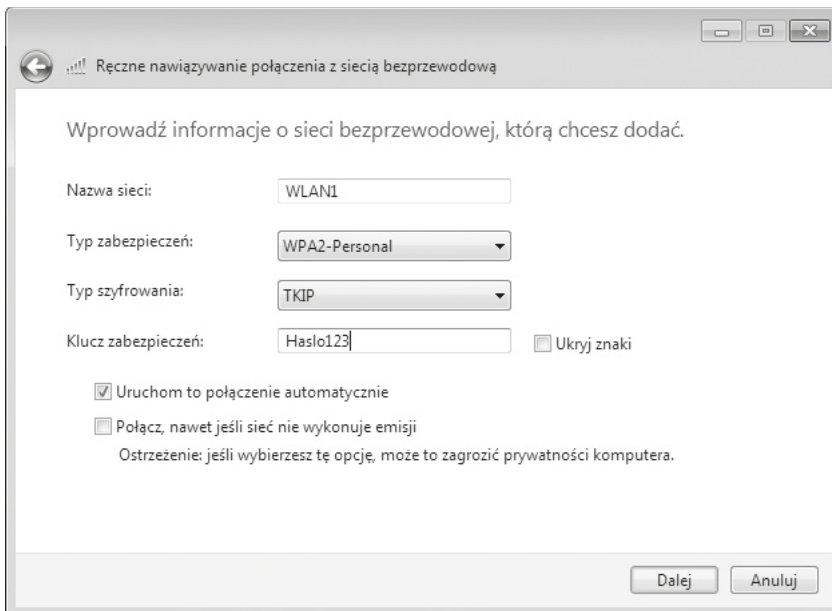 Ręczne nawiązywanie połączenia z siecią bezprzewodową
Wprowadź informacje o sieci bezprzewodowej, którą chcesz dodać.
Nazwa sieci: WLAN1
Typ zabezpieczeń: WPA2-Personal
Typ szyfrowania: TKIP
Klucz zabezpieczeń: Haslo123 Ukryj znaki
Uruchom to połączenie automatycznie
Połącz, nawet jeśli sieć nie wykonuje emisji
Ostrzeżenie: jeśli wybierzesz tę opcję, może to zagrozić prywatności komputera.
Dalej Anuluj